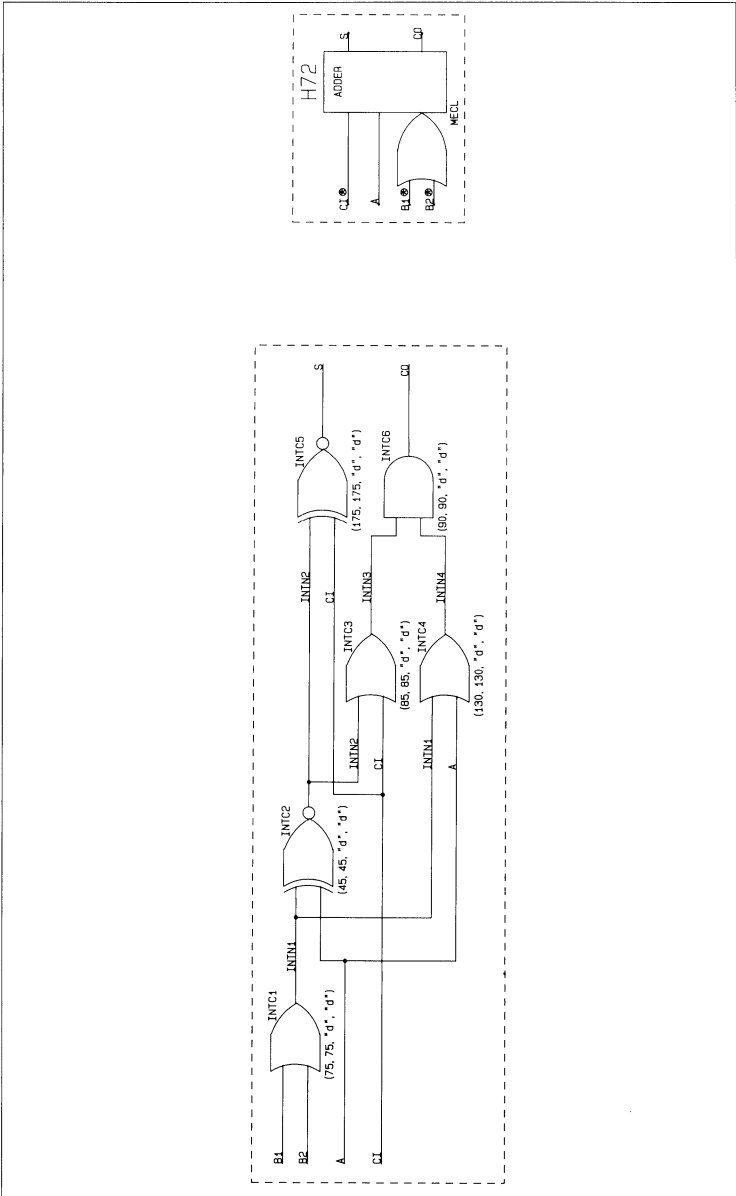 H72
ADDER
S
CO
MECL
CI ⊛
A
B1 ⊛
B2 ⊛
S
CO
INTC5
(175, 175, "d", "d")
INTC6
(90, 90, "d", "d")
INTN2
CI
INTN3
INTN4
INTC3
(85, 85, "d", "d")
INTC4
(130, 130, "d", "d")
INTN2
CI
INTN1
A
INTC2
(45, 45, "d", "d")
INTN1
INTC1
(75, 75, "d", "d")
B1
B2
A
CI